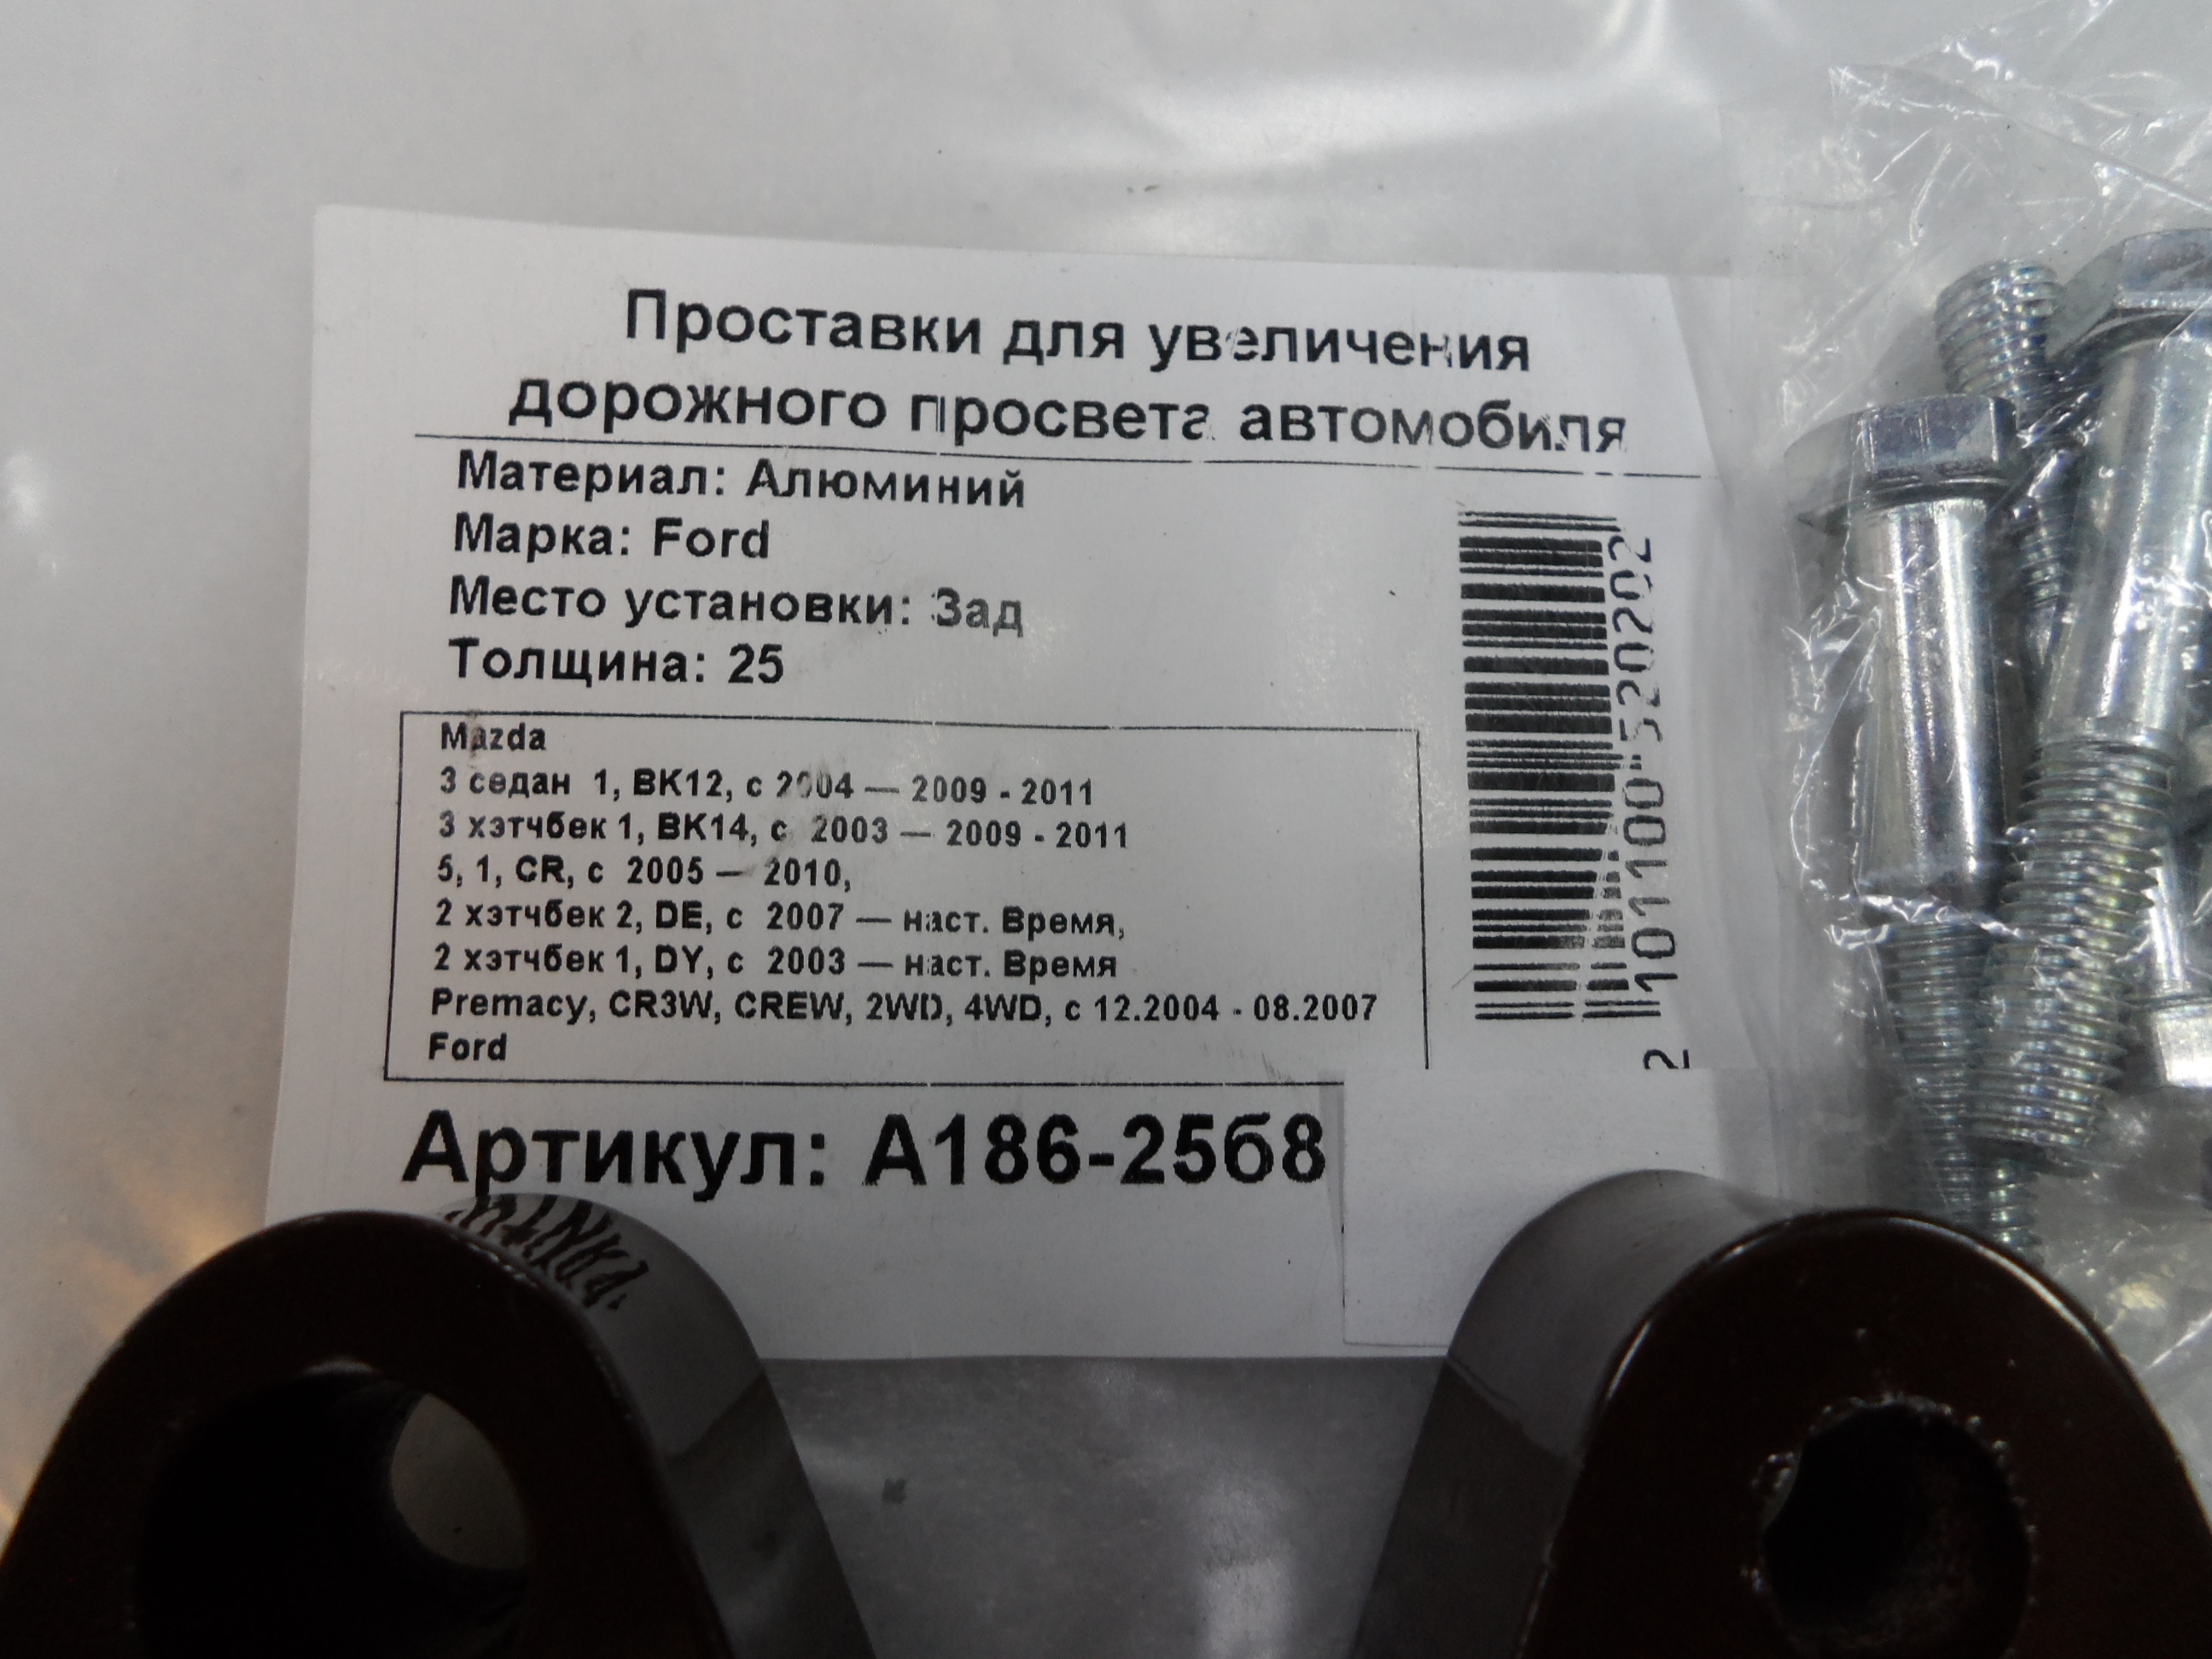 Проставки для увеличения
дорожного просвета автомобиля
Материал: Алюминий
Марка: Ford
Место установки: Зад
Толщина: 25
Mazda
3 седан 1, BK12, с 2004 — 2009 - 2011
3 хэтчбек 1, BK14, с 2003 — 2009 - 2011
5, 1, CR, с 2005 — 2010,
2 хэтчбек 2, DE, с 2007 — наст. Время,
2 хэтчбек 1, DY, с 2003 — наст. Время
Premacy, CR3W, CREW, 2WD, 4WD, с 12.2004 - 08.2007
Ford
Артикул: А186-25б8
2 101100 520202